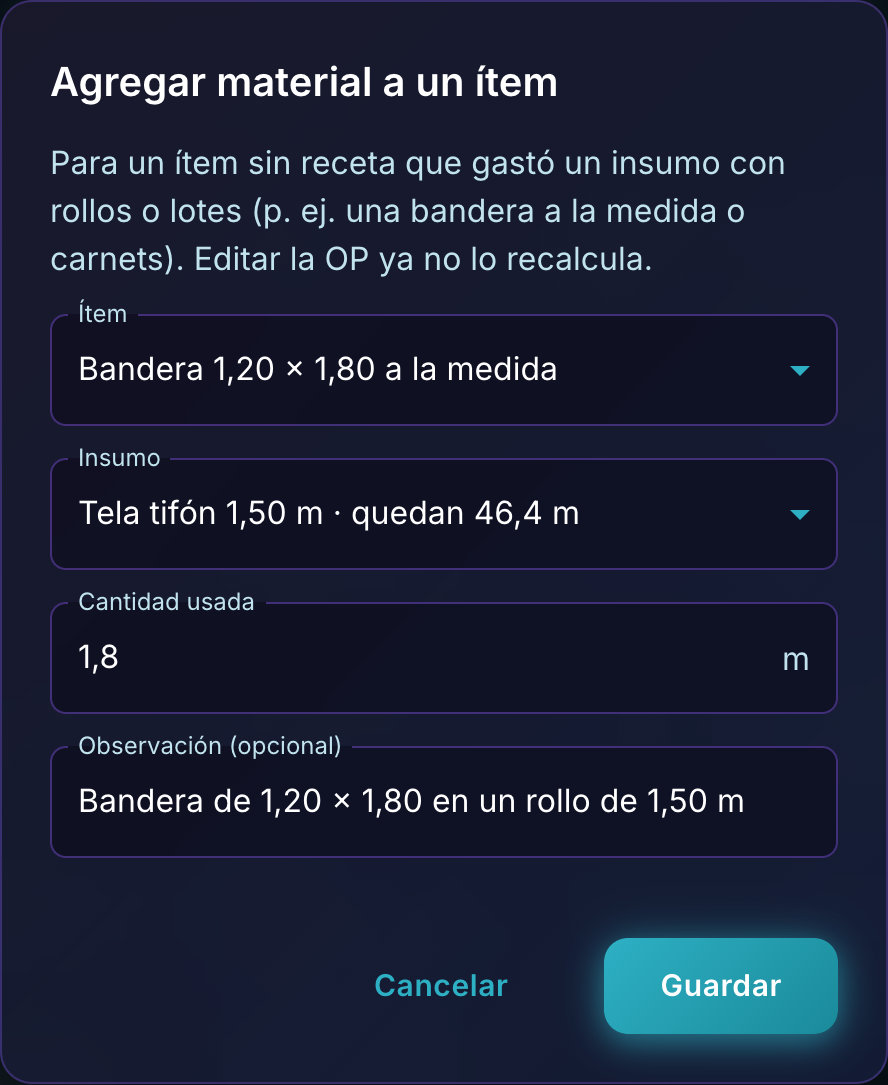 Agregar material a un ítem
Para un ítem sin receta que gastó un insumo con
rollos o lotes (p. ej. una bandera a la medida o
carnets). Editar la OP ya no lo recalcula.
Ítem
Bandera 1,20 × 1,80 a la medida
Insumo
Tela tifón 1,50 m · quedan 46,4 m
Cantidad usada
1,8 m
Observación (opcional)
Bandera de 1,20 × 1,80 en un rollo de 1,50 m
Cancelar Guardar